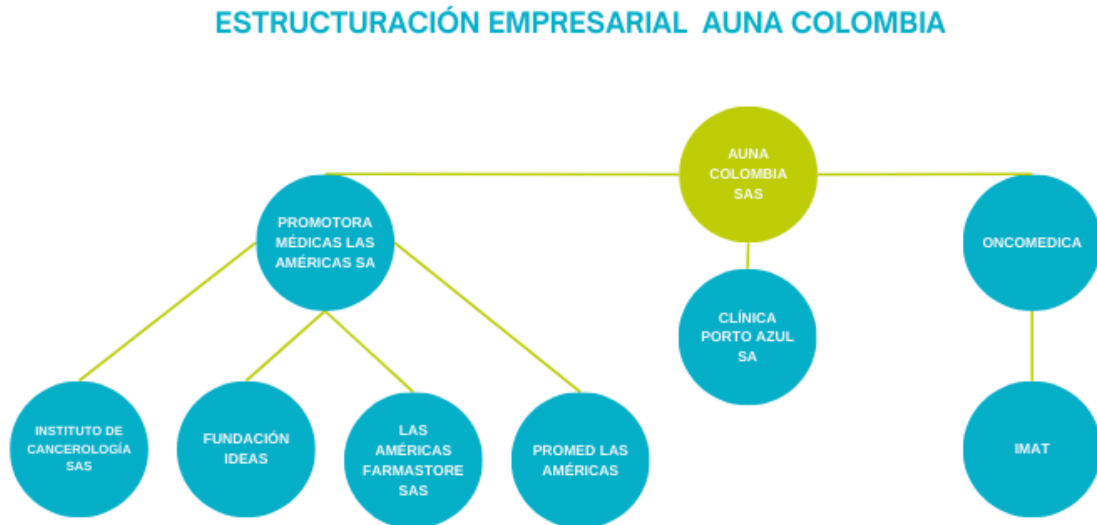 ESTRUCTURACIÓN EMPRESARIAL AUNA COLOMBIA
AUNA
COLOMBIA
SAS
PROMOTORA
MÉDICAS LAS
AMÉRICAS SA
ONCOMEDICA
CLÍNICA
PORTO AZUL
SA
INSTITUTO DE
CANCEROLOGÍA
SAS
FUNDACIÓN
IDEAS
LAS
AMÉRICAS
FARMASTORE
SAS
PROMED LAS
AMÉRICAS
IMAT